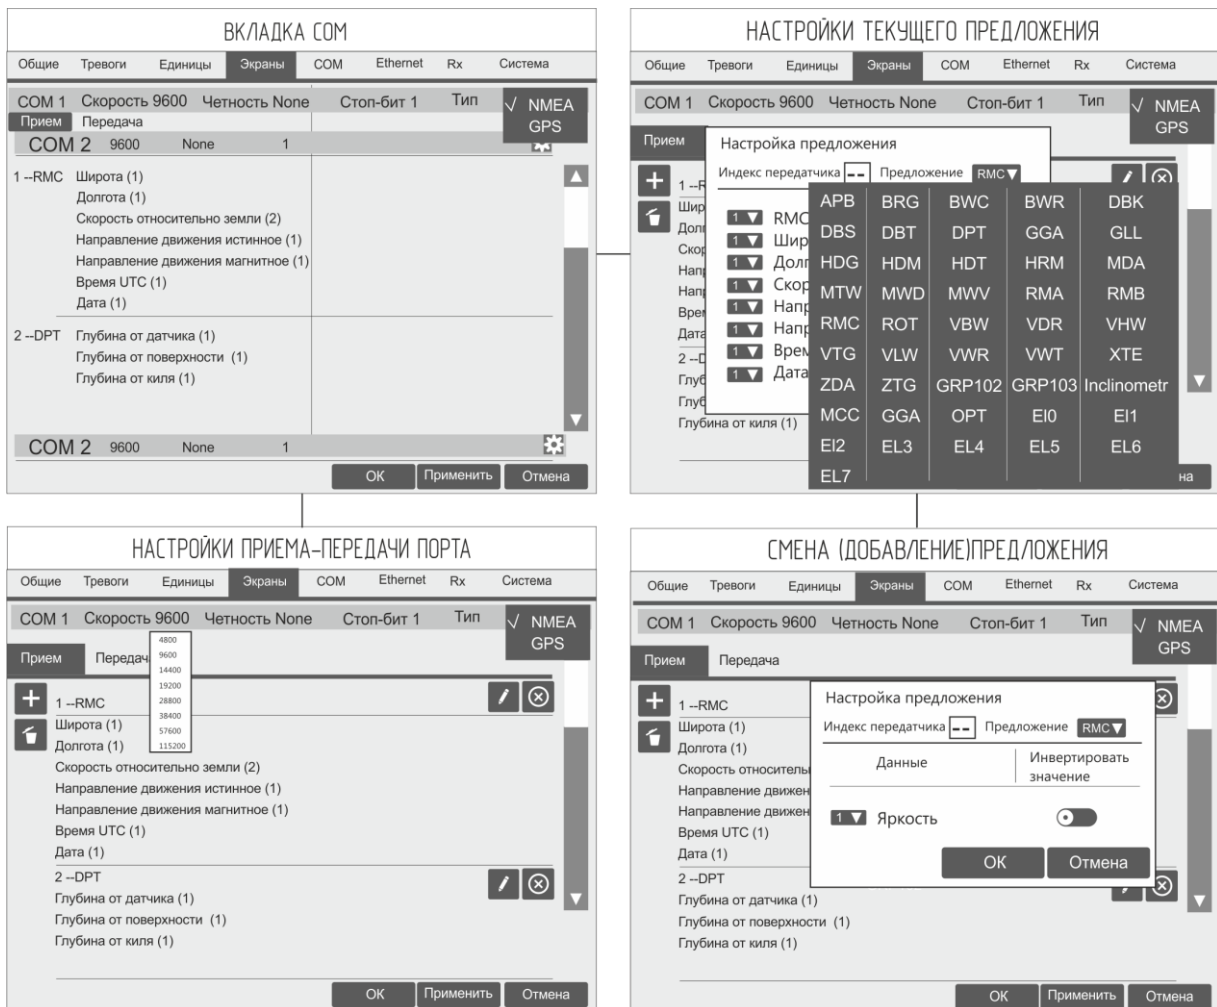 ВКЛАДКА COM
Общие Тревоги Единицы Экраны COM Ethernet Rx Система
COM 1 Скорость 9600 Четность None Стоп-бит 1 Тип √ NMEA
GPS
Прием Передача
COM 2 9600 None 1
1 --RMC Широта (1)
Долгота (1)
Скорость относительно земли (2)
Направление движения истинное (1)
Направление движения магнитное (1)
Время UTC (1)
Дата (1)
2 --DPT Глубина от датчика (1)
Глубина от поверхности (1)
Глубина от киля (1)
COM 2 9600 None 1
ОК Применить Отмена
НАСТРОЙКИ ТЕКУЩЕГО ПРЕДЛОЖЕНИЯ
Общие Тревоги Единицы Экраны COM Ethernet Rx Система
COM 1 Скорость 9600 Четность None Стоп-бит 1 Тип √ NMEA
GPS
Прием
Настройка предложения
Индекс передатчика -- Предложение RMC
1 --R
Шир
Долг
Скор
Напр
Напр
Врем
Дата
2 --D
Глуб
Глуб
Глубина от киля (1)
1 RMC
1 Шир
1 Долг
1 Скор
1 Напр
1 Напр
1 Врем
1 Дата
APB BRG BWC BWR DBK
DBS DBT DPT GGA GLL
HDG HDM HDT HRM MDA
MTW MWD MWV RMA RMB
RMC ROT VBW VDR VHW
VTG VLW VWR VWT XTE
ZDA ZTG GRP102 GRP103 Inclinometr
MCC GGA OPT EI0 EI1
EI2 EL3 EL4 EL5 EL6
EL7
на
НАСТРОЙКИ ПРИЕМА-ПЕРЕДАЧИ ПОРТА
Общие Тревоги Единицы Экраны COM Ethernet Rx Система
COM 1 Скорость 9600 Четность None Стоп-бит 1 Тип √ NMEA
GPS
Прием Передач
4800
9600
14400
19200
28800
38400
57600
115200
1 --RMC
Широта (1)
Долгота (1)
Скорость относительно земли (2)
Направление движения истинное (1)
Направление движения магнитное (1)
Время UTC (1)
Дата (1)
2 --DPT
Глубина от датчика (1)
Глубина от поверхности (1)
Глубина от киля (1)
ОК Применить Отмена
СМЕНА (ДОБАВЛЕНИЕ)ПРЕДЛОЖЕНИЯ
Общие Тревоги Единицы Экраны COM Ethernet Rx Система
COM 1 Скорость 9600 Четность None Стоп-бит 1 Тип √ NMEA
GPS
Прием Передача
1 --RMC
Широта (1)
Долгота (1)
Скорость относитель
Направление движен
Направление движен
Время UTC (1)
Дата (1)
2 --DPT
Глубина от датчика (1)
Глубина от поверхности (1)
Глубина от киля (1)
Настройка предложения
Индекс передатчика -- Предложение RMC
Данные Инвертировать
значение
1 Яркость
ОК Отмена
ОК Применить Отмена